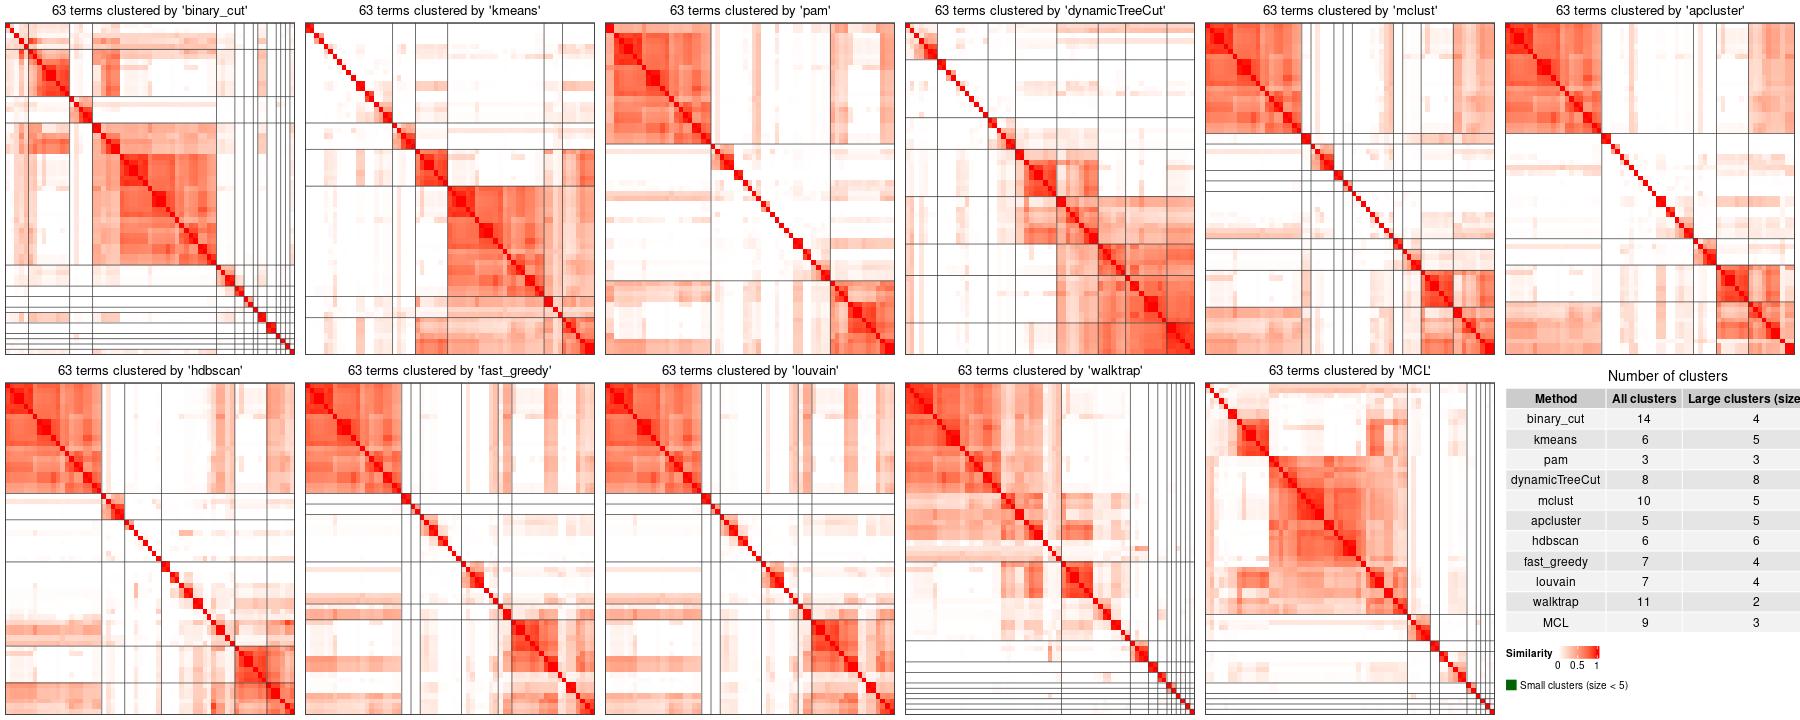 63 terms clustered by 'binary_cut'
63 terms clustered by 'kmeans'
63 terms clustered by 'pam'
63 terms clustered by 'dynamicTreeCut'
63 terms clustered by 'mclust'
63 terms clustered by 'apcluster'
63 terms clustered by 'hdbscan'
63 terms clustered by 'fast_greedy'
63 terms clustered by 'louvain'
63 terms clustered by 'walktrap'
63 terms clustered by 'MCL'
Number of clusters
Method All clusters Large clusters (size
binary_cut 14 4
kmeans 6 5
pam 3 3
dynamicTreeCut 8 8
mclust 10 5
apcluster 5 5
hdbscan 6 6
fast_greedy 7 4
louvain 7 4
walktrap 11 2
MCL 9 3
Similarity
0 0.5 1
Small clusters (size < 5)